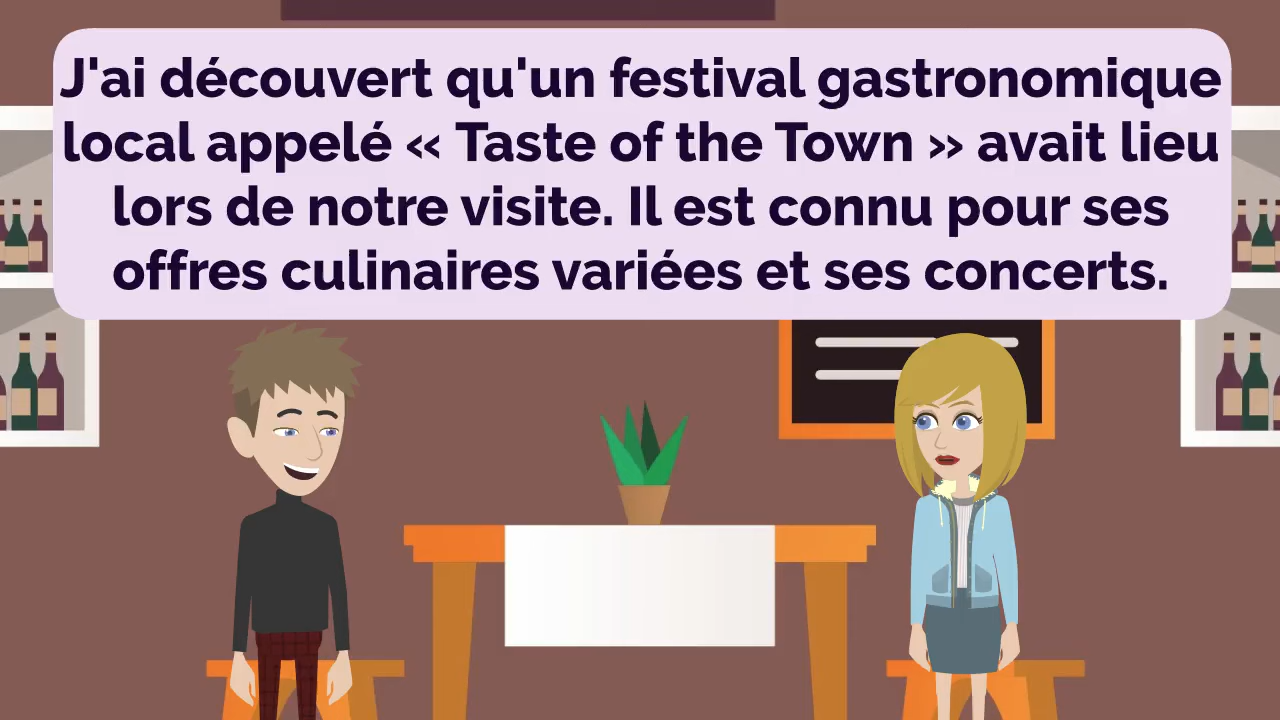 J'ai découvert qu'un festival gastronomique
local appelé « Taste of the Town » avait lieu
lors de notre visite. Il est connu pour ses
offres culinaires variées et ses concerts.